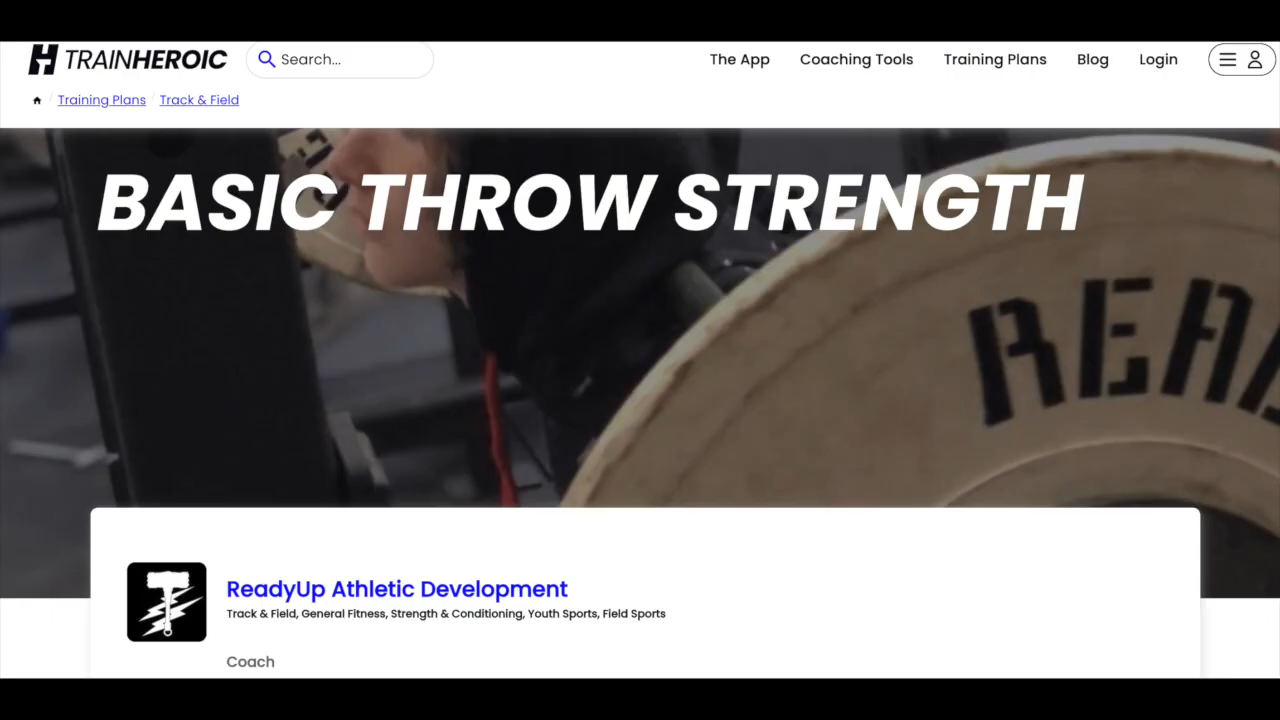 TRAINHEROIC
Search...
The App
Coaching Tools
Training Plans
Blog
Login
/ Training Plans / Track & Field
BASIC THROW STRENGTH
READ
ReadyUp Athletic Development
Track & Field, General Fitness, Strength & Conditioning, Youth Sports, Field Sports
Coach